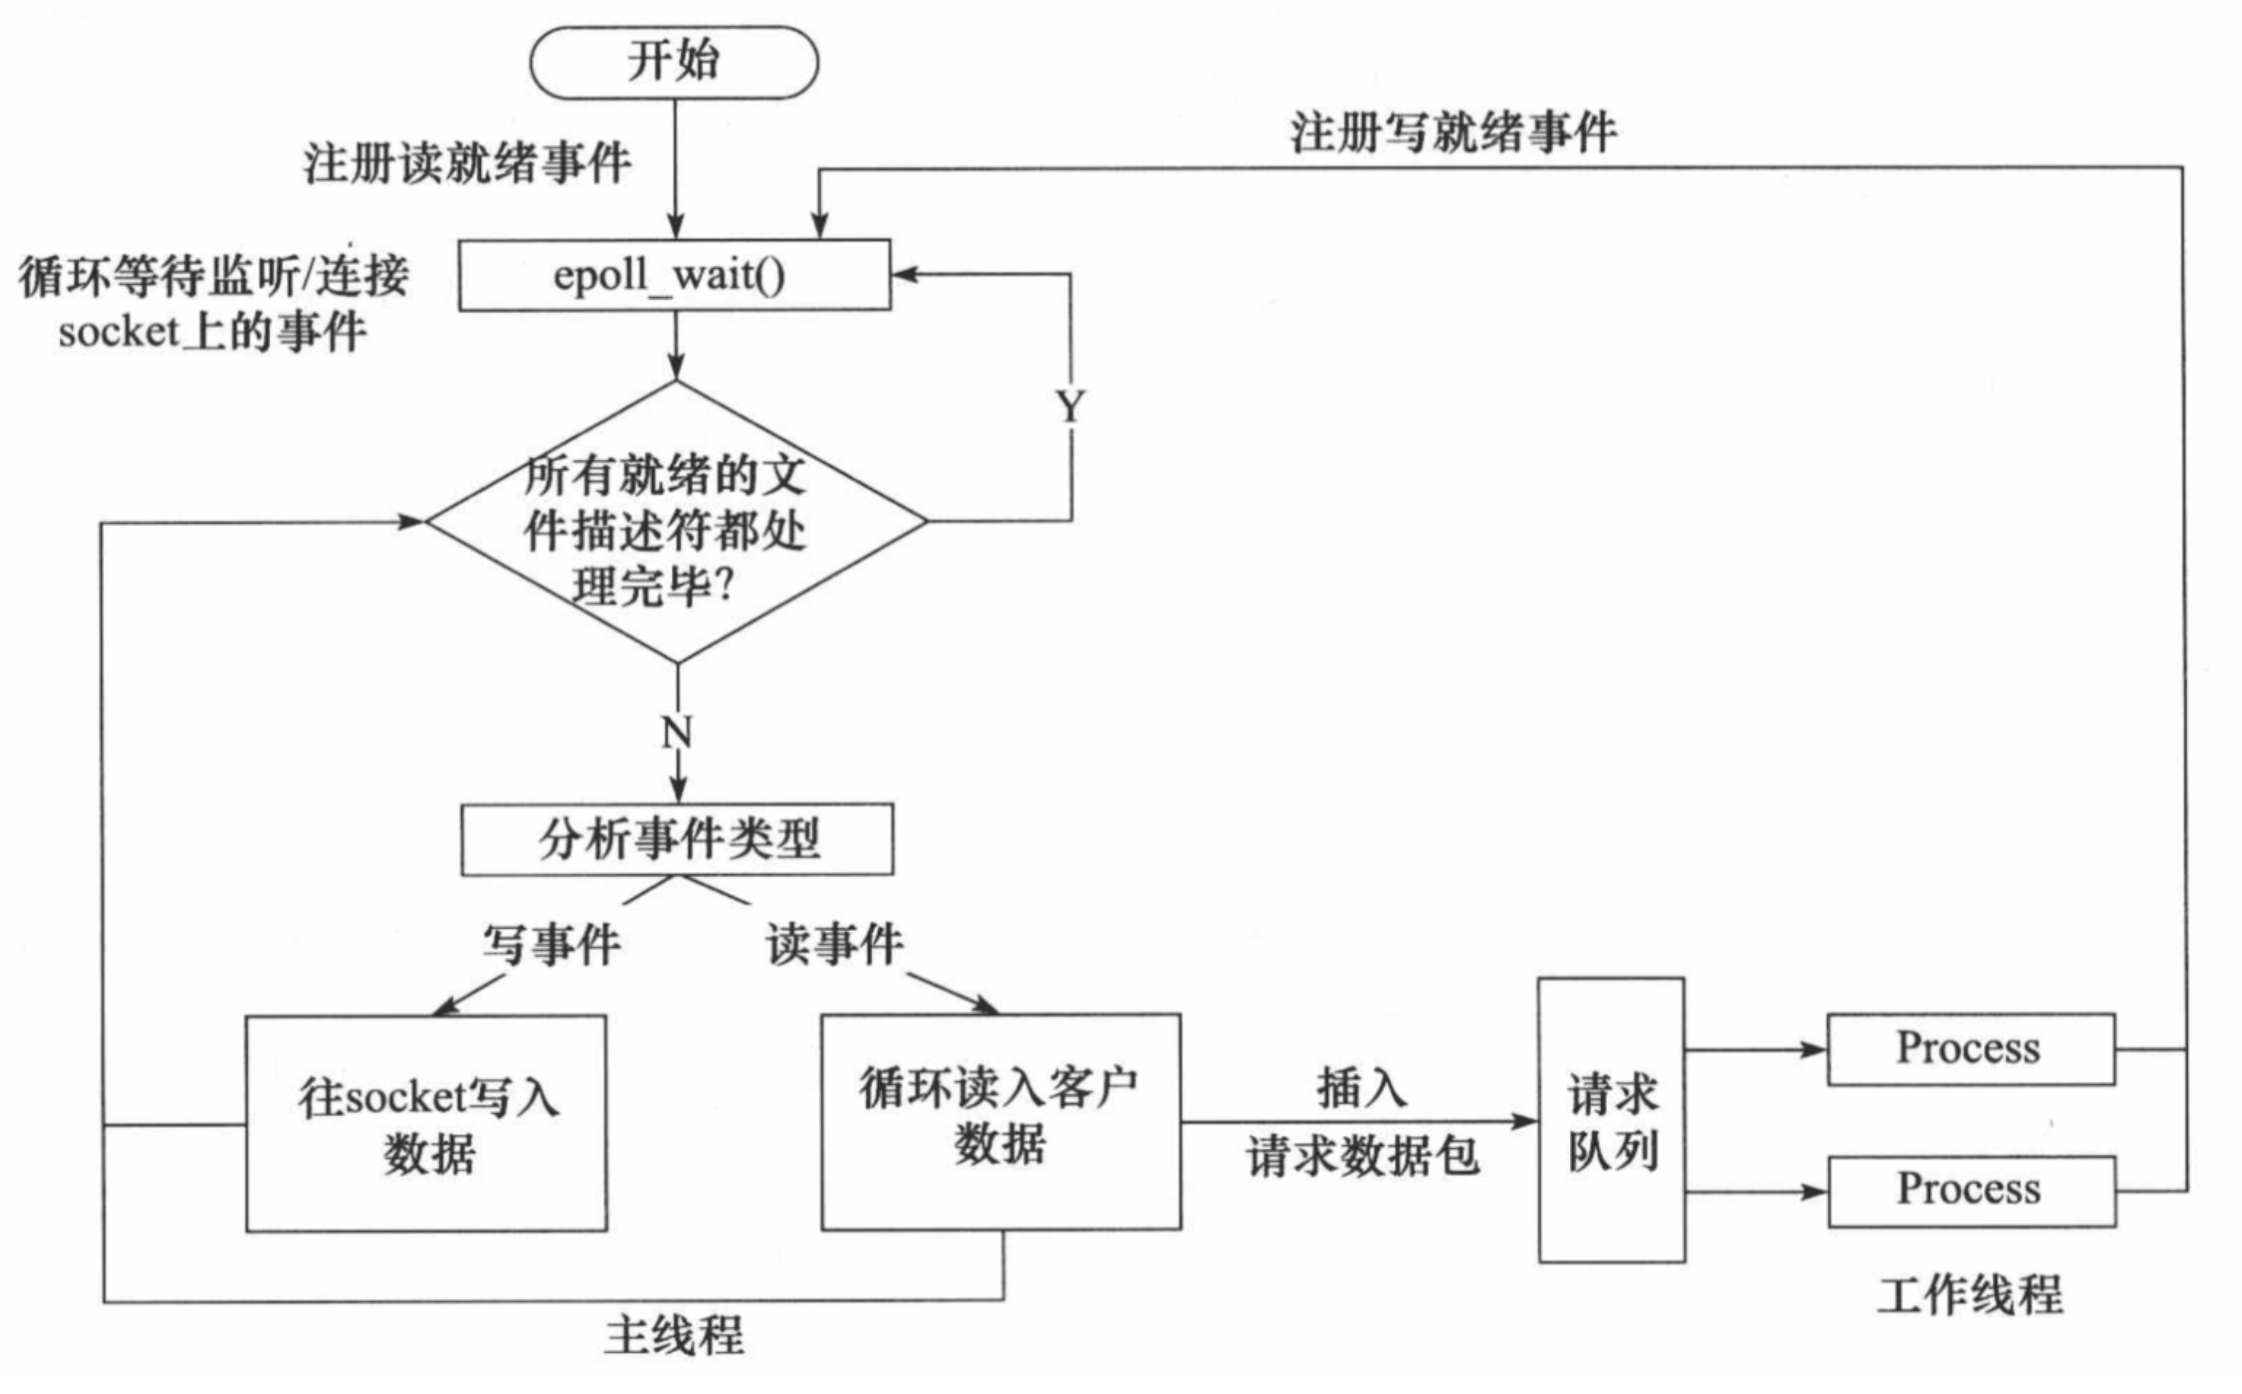 开始
注册读就绪事件
注册写就绪事件
循环等待监听/连接
socket上的事件
epoll_wait()
Y
所有就绪的文
件描述符都处
理完毕?
N
分析事件类型
写事件
读事件
往socket写入
数据
循环读入客户
数据
插入
请求数据包
请求
队列
Process
Process
工作线程
主线程